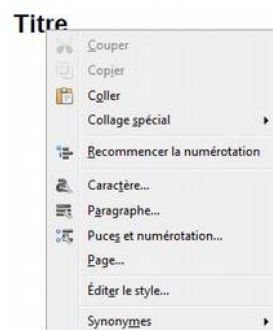 Titre
Couper
Copier
Coller
Collage spécial
Recommencer la numérotation
Caractère...
Paragraphe...
Puces et numérotation...
Page...
Éditer le style...
Synonymes